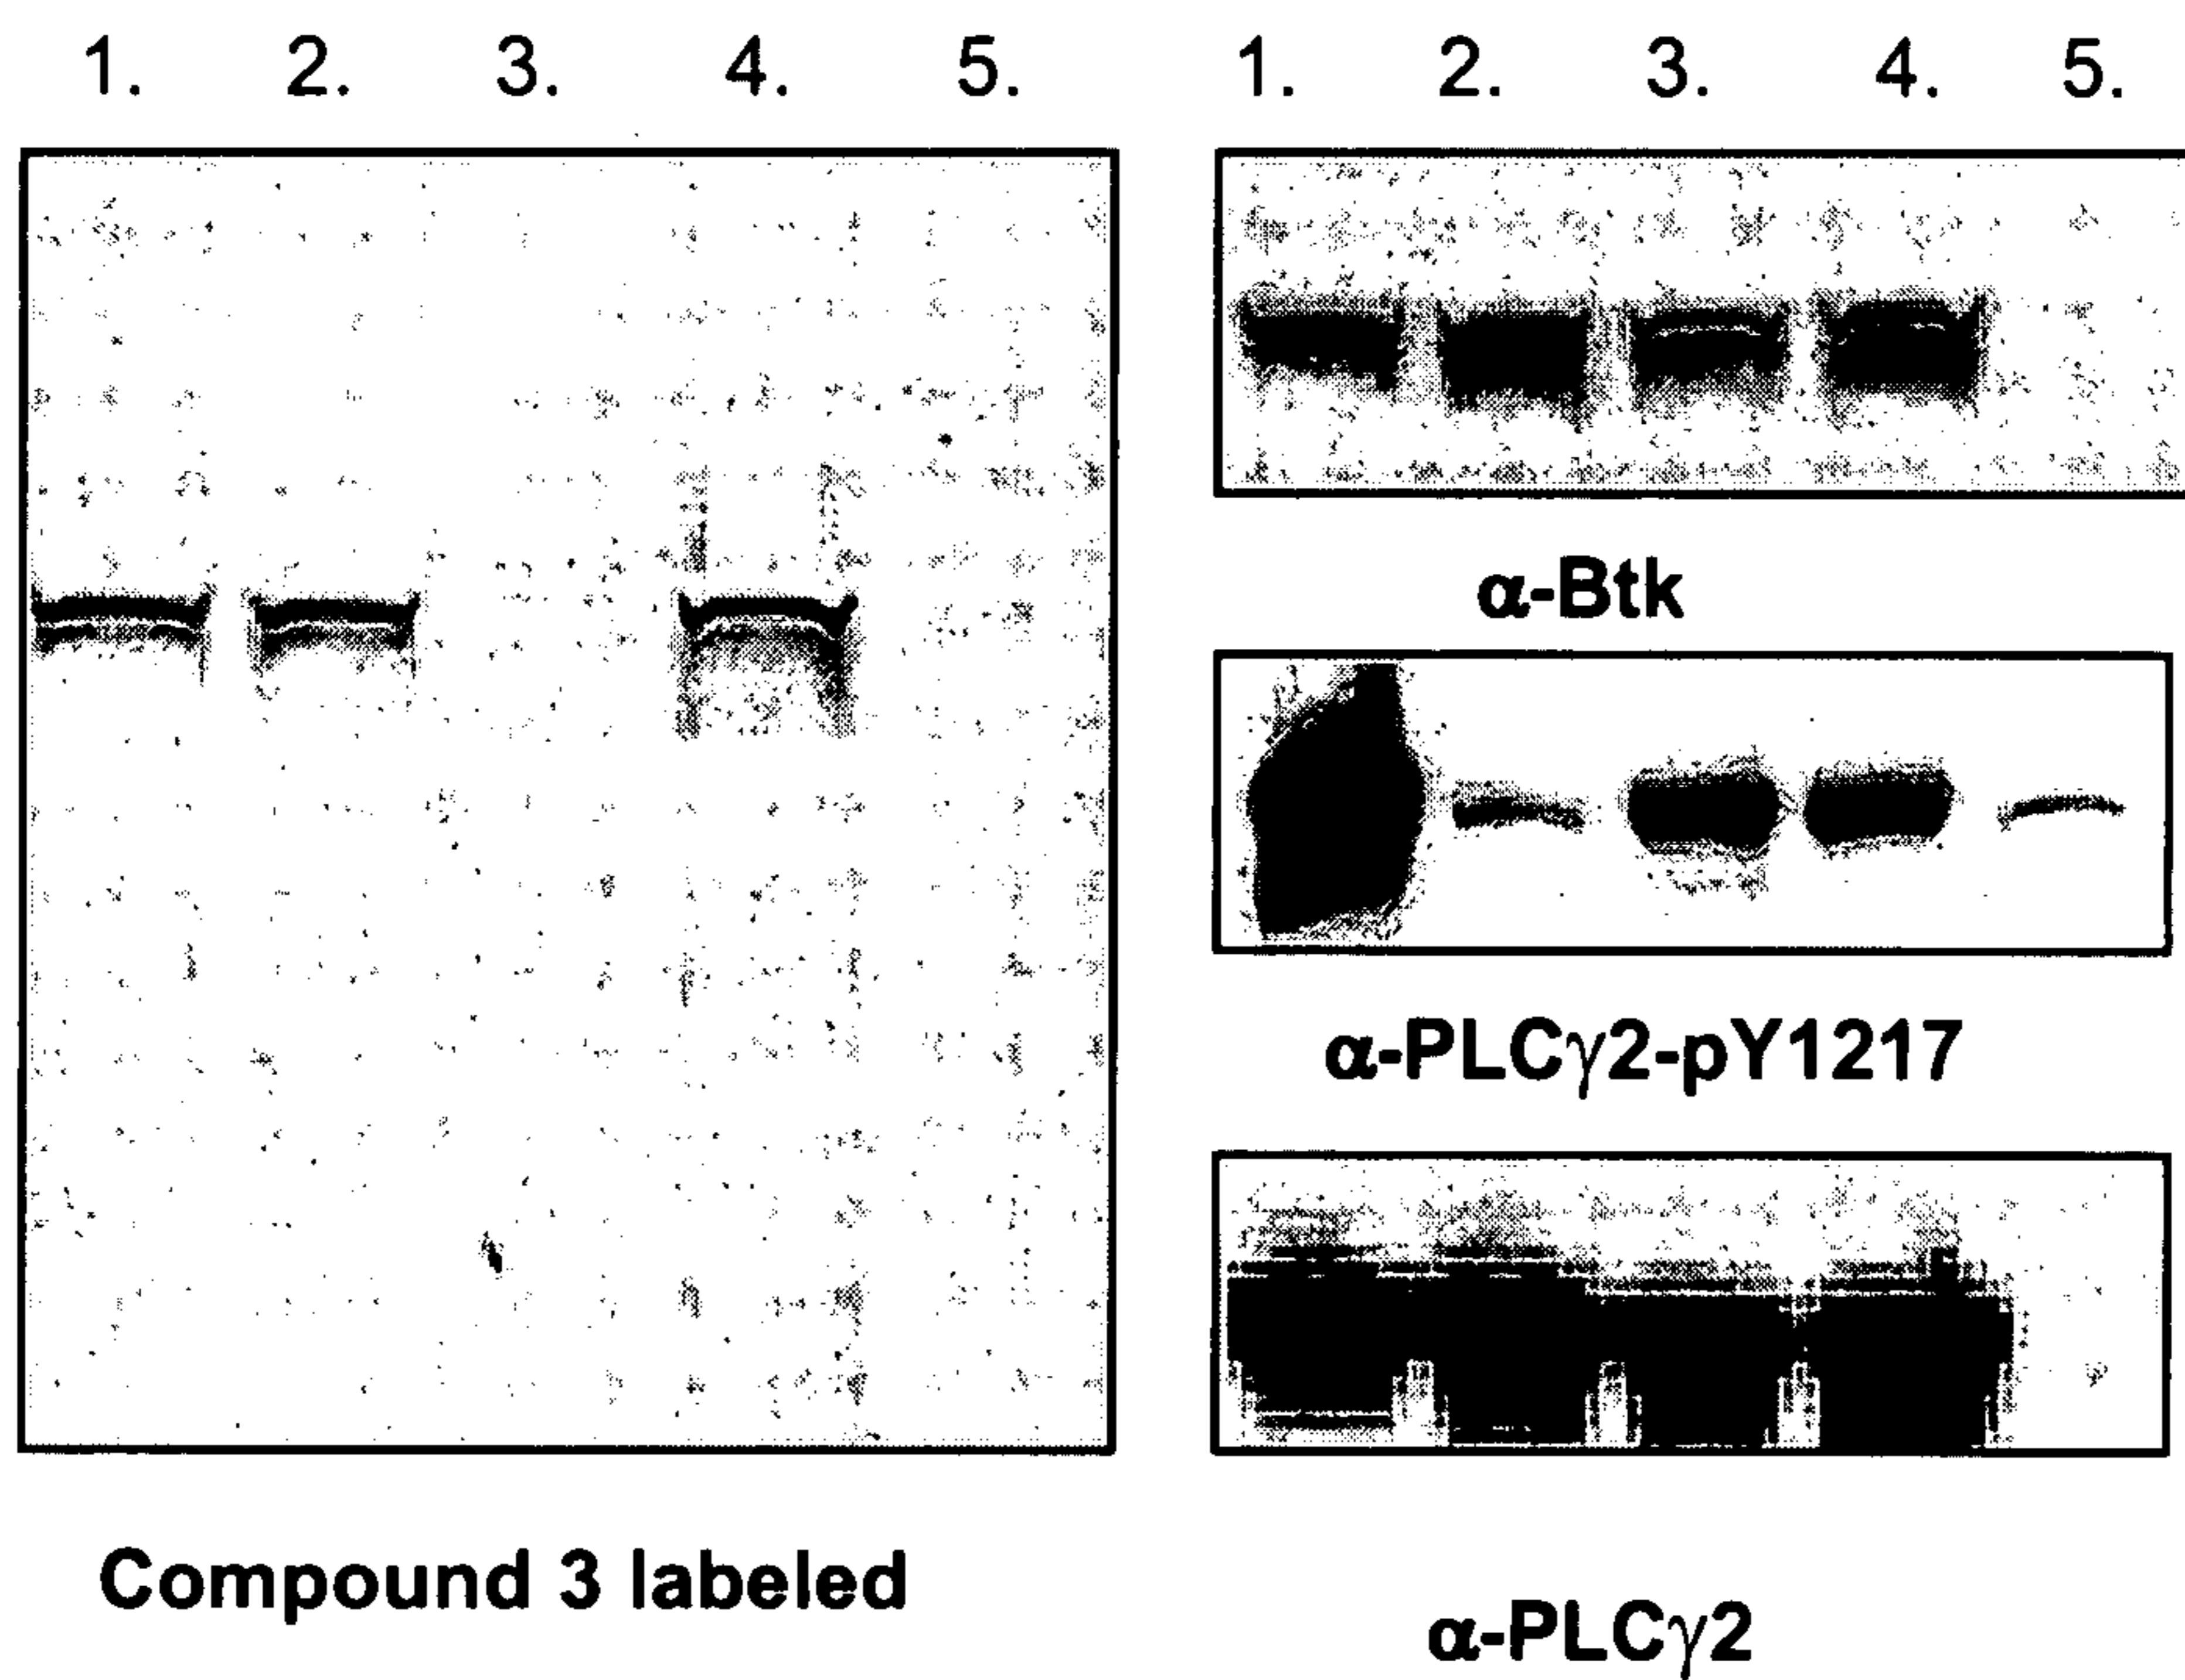 1. 2. 3. 4. 5.
1. 2. 3. 4. 5.
α-Btk
α-PLCγ2-pY1217
Compound 3 labeled
α-PLCγ2